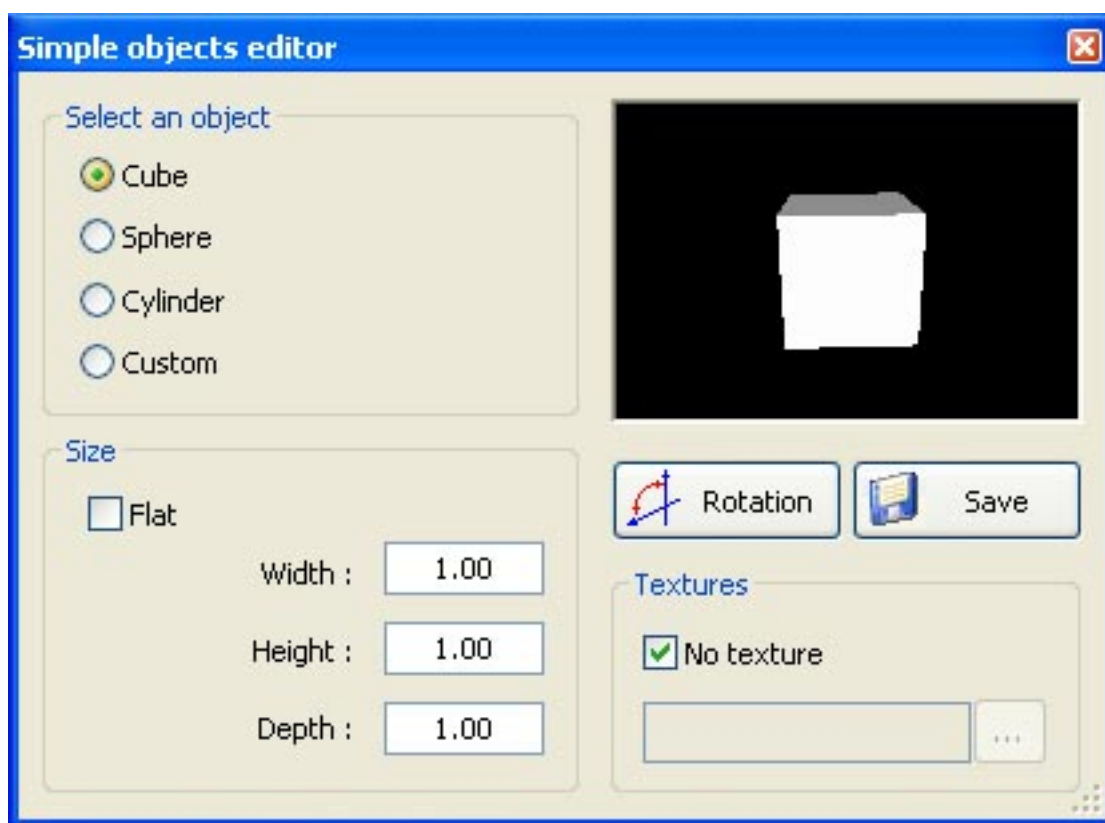 Simple objects editor
Select an object
Cube
Sphere
Cylinder
Custom
Size
Flat
Width : 1.00
Height : 1.00
Depth : 1.00
Rotation
Save
Textures
No texture
...